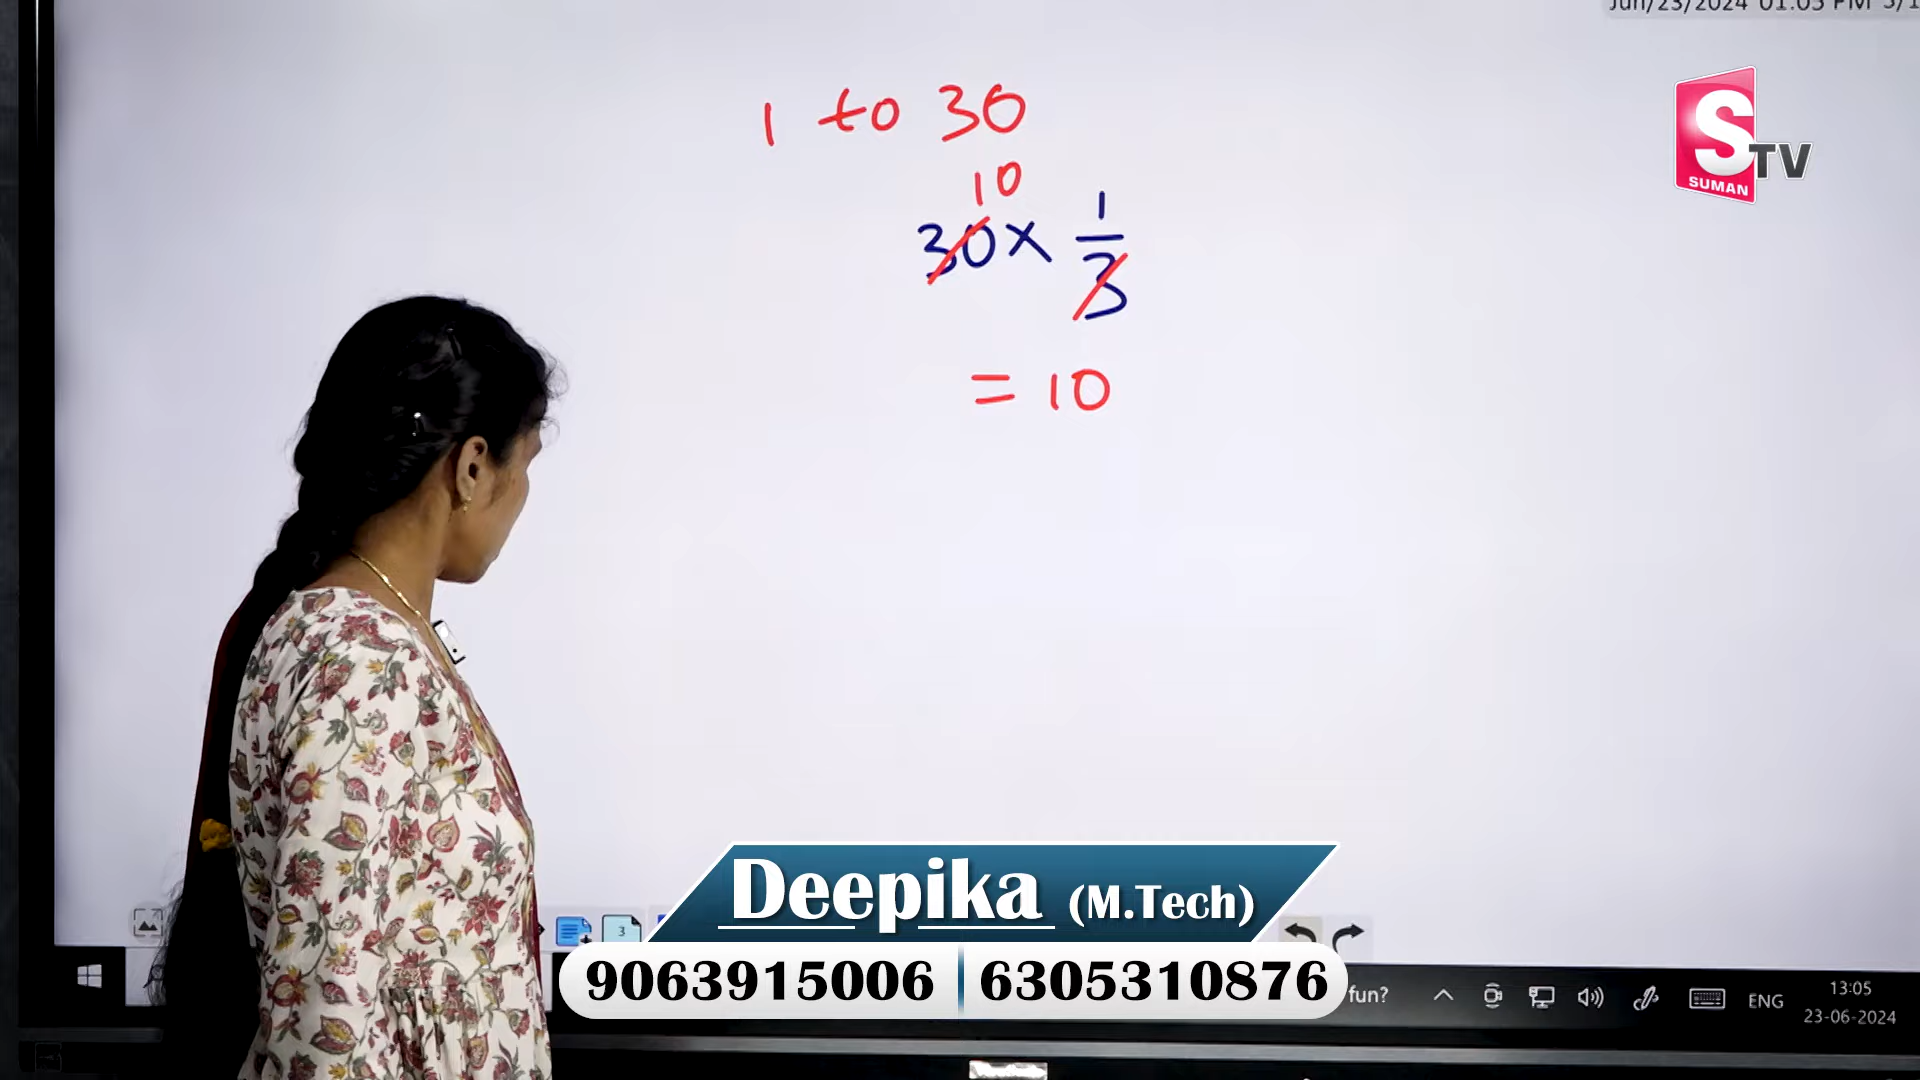 Jun/23/2024 01:05 PM
1 to 30
10
30 × 1/3
= 10
S TV
SUMAN
3
Deepika (M.Tech)
9063915006 6305310876
fun?
ENG
13:05
23-06-2024